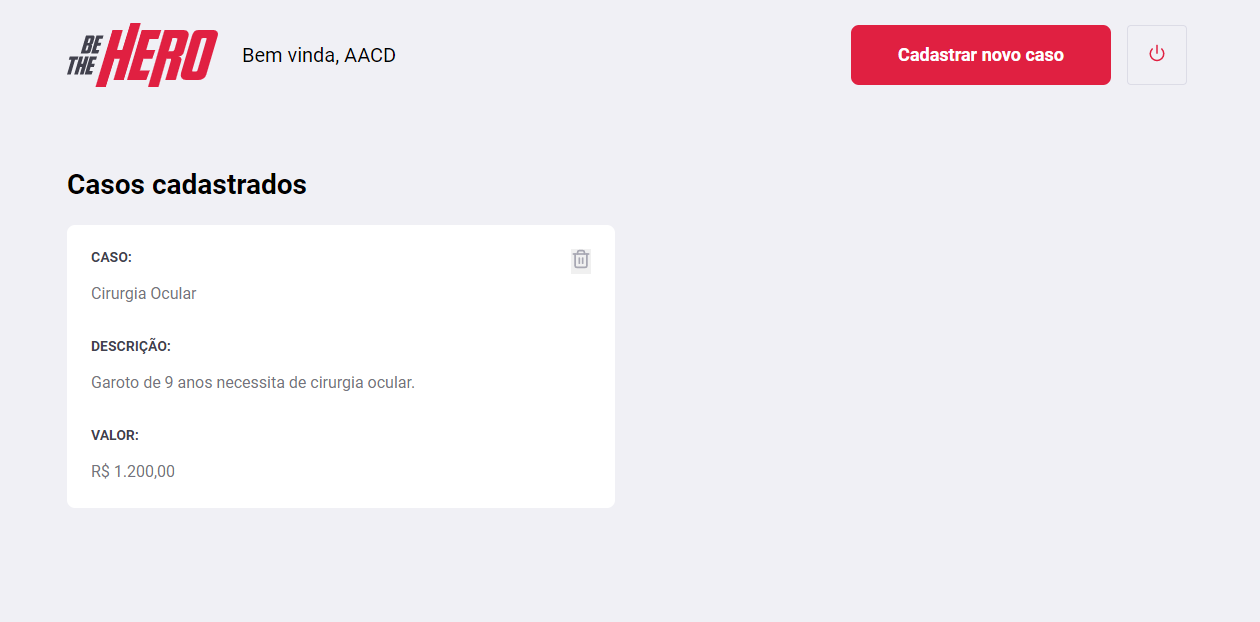 BE THE HERO
Bem vinda, AACD
Cadastrar novo caso
Casos cadastrados
CASO:
Cirurgia Ocular
DESCRIÇÃO:
Garoto de 9 anos necessita de cirurgia ocular.
VALOR:
R$ 1.200,00